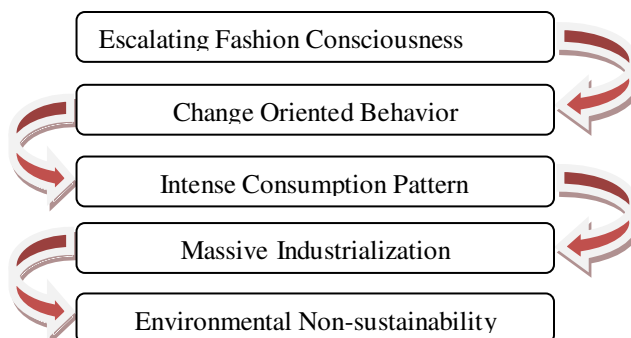 Escalating Fashion Consciousness
Change Oriented Behavior
Intense Consumption Pattern
Massive Industrialization
Environmental Non-sustainability